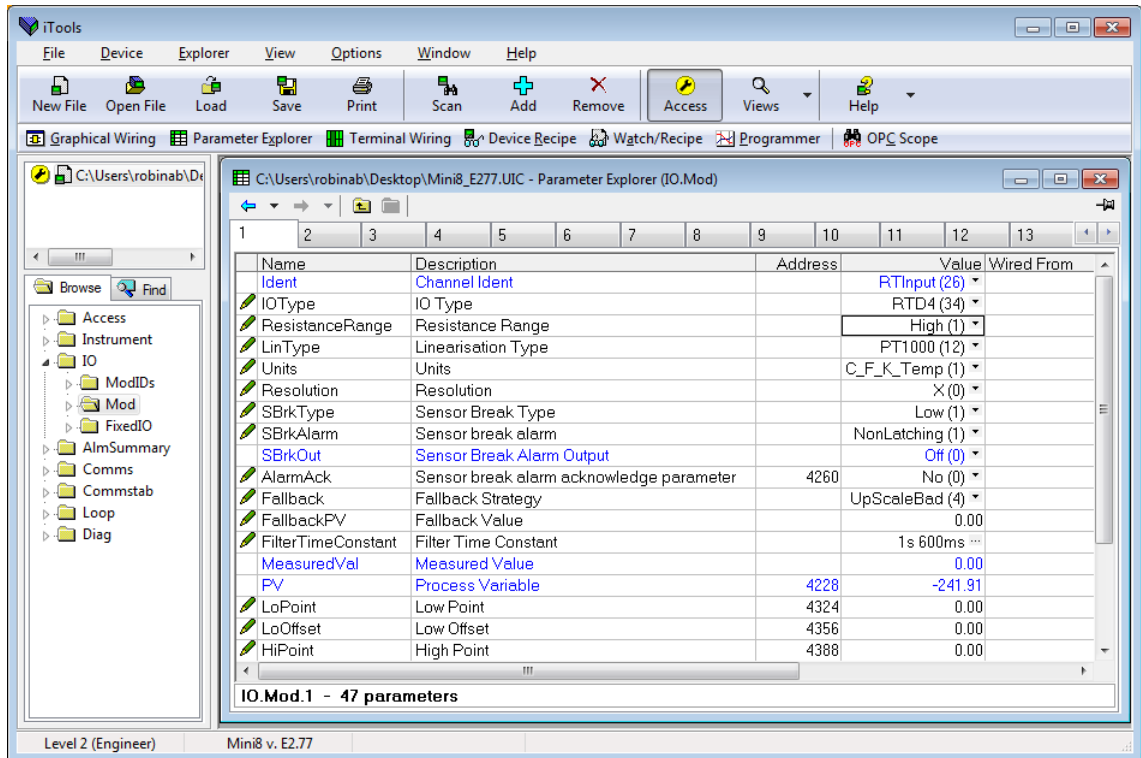 iTools
File Device Explorer View Options Window Help
New File Open File Load Save Print Scan Add Remove Access Views Help
Graphical Wiring Parameter Explorer Terminal Wiring Device Recipe Watch/Recipe Programmer OPC OPC Scope
C:\Users\robinab\De
Browse Find
Access
Instrument
IO
ModIDs
Mod
FixedIO
AlmSummary
Comms
Commstab
Loop
Diag
C:\Users\robinab\Desktop\Mini8_E277.UIC - Parameter Explorer (IO.Mod)
1 2 3 4 5 6 7 8 9 10 11 12 13
Name Description Address Value Wired From
Ident Channel Ident RTInput (26)
IOType IO Type RTD4 (34)
ResistanceRange Resistance Range High (1)
LinType Linearisation Type PT1000 (12)
Units Units C_F_K_Temp (1)
Resolution Resolution X (0)
SBrkType Sensor Break Type Low (1)
SBrkAlarm Sensor break alarm NonLatching (1)
SBrkOut Sensor Break Alarm Output Off (0)
AlarmAck Sensor break alarm acknowledge parameter 4260 No (0)
Fallback Fallback Strategy UpScaleBad (4)
FallbackPV Fallback Value 0.00
FilterTimeConstant Filter Time Constant 1s 600ms ...
MeasuredVal Measured Value 0.00
PV Process Variable 4228 -241.91
LoPoint Low Point 4324 0.00
LoOffset Low Offset 4356 0.00
HiPoint High Point 4388 0.00
IO.Mod.1 - 47 parameters
Level 2 (Engineer) Mini8 v. E2.77